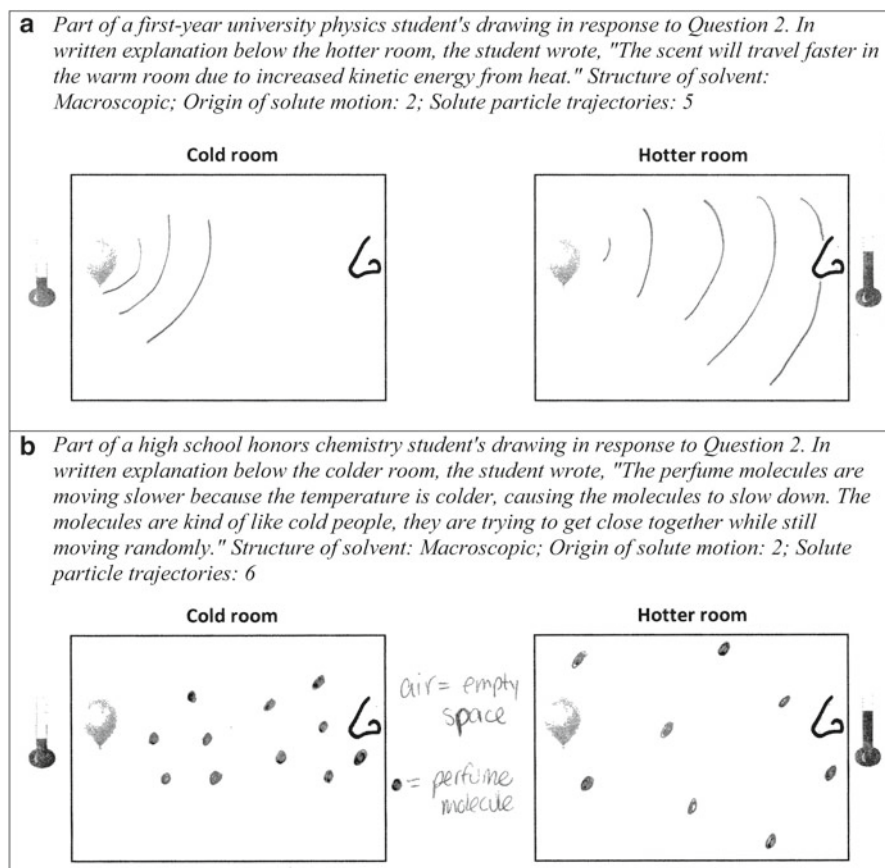 a Part of a first-year university physics student's drawing in response to Question 2. In
written explanation below the hotter room, the student wrote, "The scent will travel faster in
the warm room due to increased kinetic energy from heat." Structure of solvent:
Macroscopic; Origin of solute motion: 2; Solute particle trajectories: 5
Cold room
Hotter room
b Part of a high school honors chemistry student's drawing in response to Question 2. In
written explanation below the colder room, the student wrote, "The perfume molecules are
moving slower because the temperature is colder, causing the molecules to slow down. The
molecules are kind of like cold people, they are trying to get close together while still
moving randomly." Structure of solvent: Macroscopic; Origin of solute motion: 2; Solute
particle trajectories: 6
Cold room
Hotter room
air = empty
space
= perfume
molecule